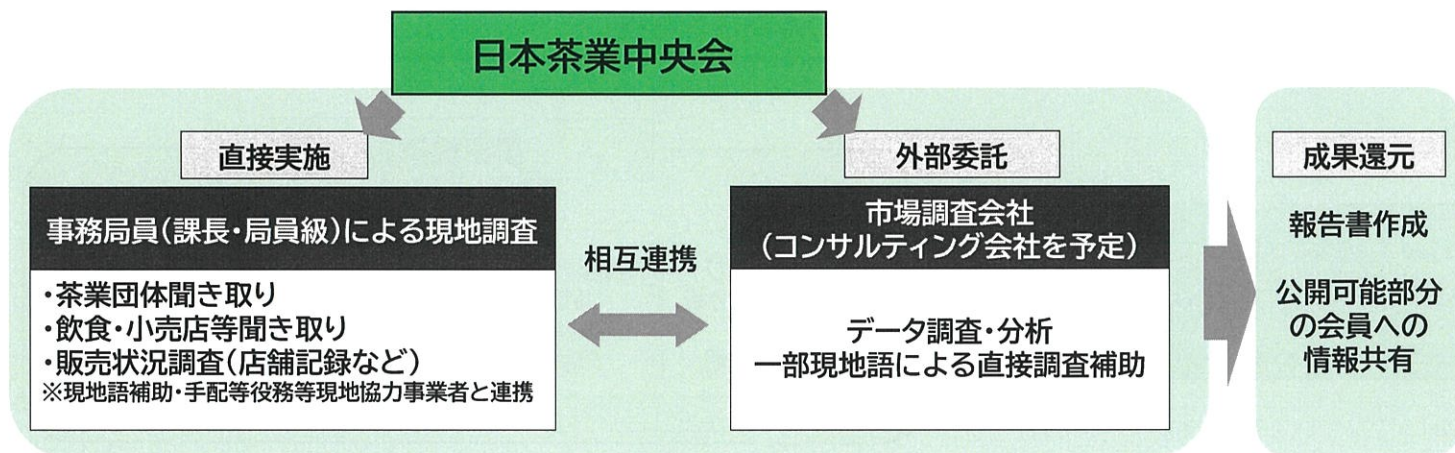 日本茶業中央会
直接実施
事務局員(課長・局員級)による現地調査
・茶業団体聞き取り
・飲食・小売店等聞き取り
・販売状況調査(店舗記録など)
※現地語補助・手配等役務等現地協力事業者と連携
相互連携
外部委託
市場調査会社
(コンサルティング会社を予定)
データ調査・分析
一部現地語による直接調査補助
成果還元
報告書作成
公開可能部分
の会員への
情報共有